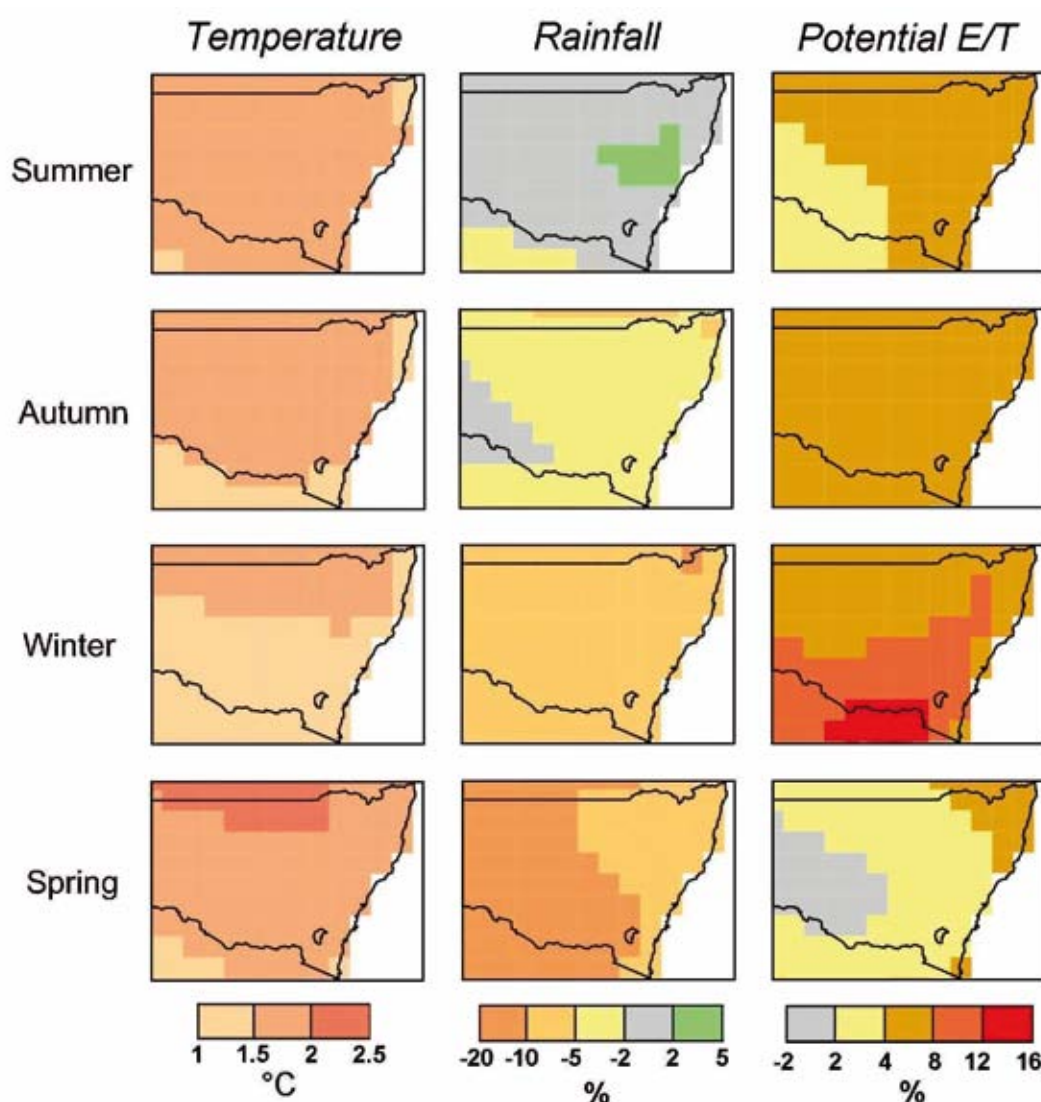 Temperature Rainfall Potential E/T
Summer
Autumn
Winter
Spring
1 1.5 2 2.5
°C
-20 -10 -5 -2 2 5
%
-2 2 4 8 12 16
%